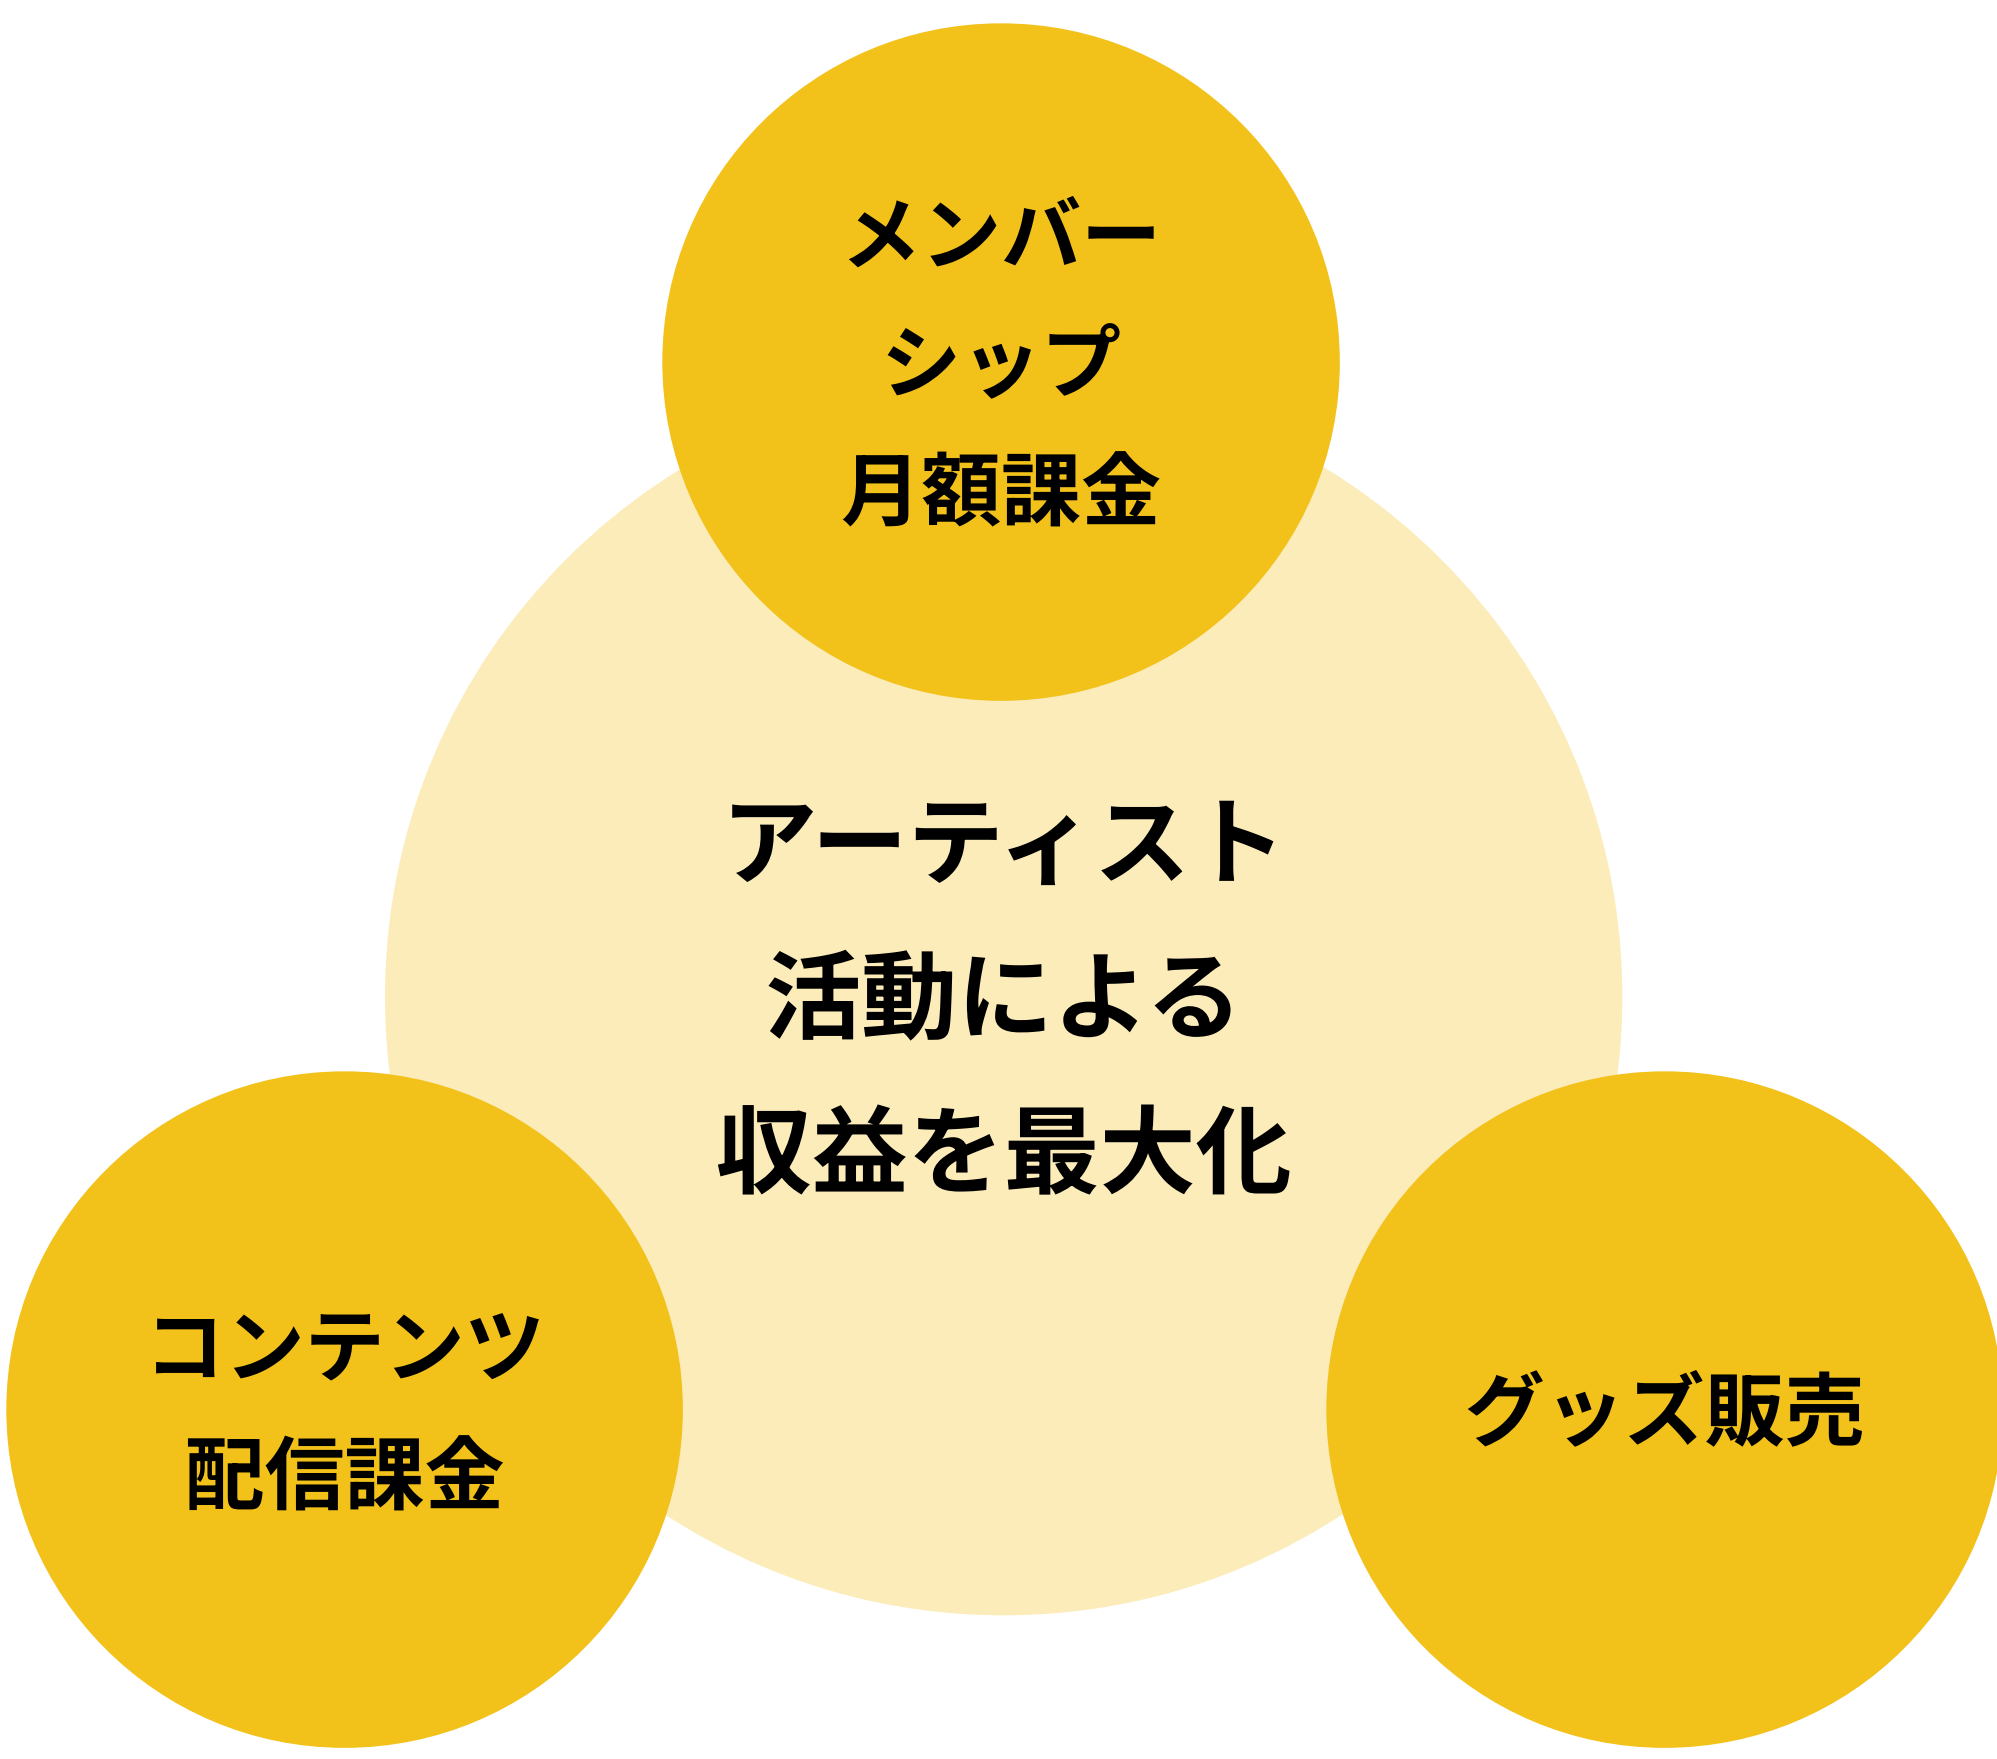 メンバー
シップ
月額課金
アーティスト
活動による
収益を最大化
コンテンツ
配信課金
グッズ販売